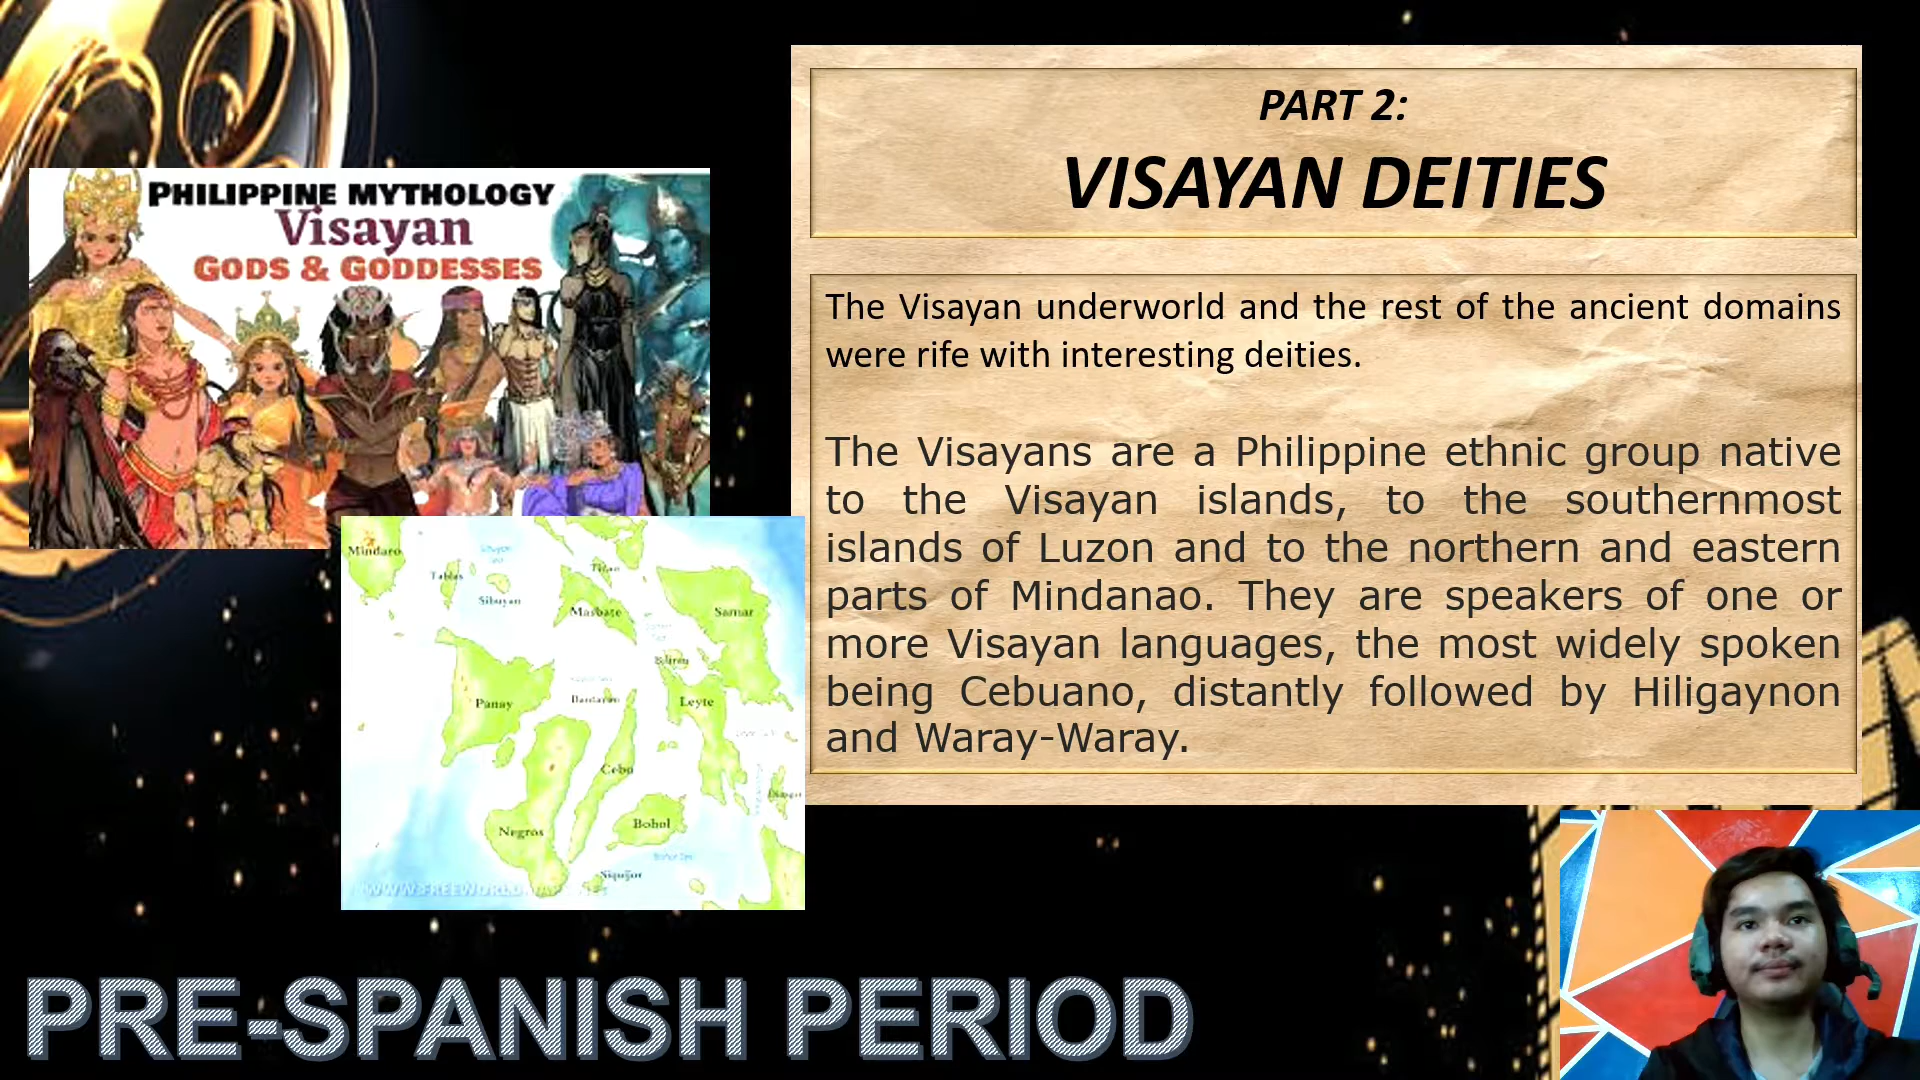 PART 2:
VISAYAN DEITIES
PHILIPPINE MYTHOLOGY
Visayan
GODS & GODDESSES
The Visayan underworld and the rest of the ancient domains
were rife with interesting deities.
The Visayans are a Philippine ethnic group native
to the Visayan islands, to the southernmost
islands of Luzon and to the northern and eastern
parts of Mindanao. They are speakers of one or
more Visayan languages, the most widely spoken
being Cebuano, distantly followed by Hiligaynon
and Waray-Waray.
Mindaro
Tablas
Sibuyan
Ticao
Masbate
Samar
Biliran
Panay
Bantayan
Leyte
Cebu
Negros
Bohol
Siquijor
PRE-SPANISH PERIOD